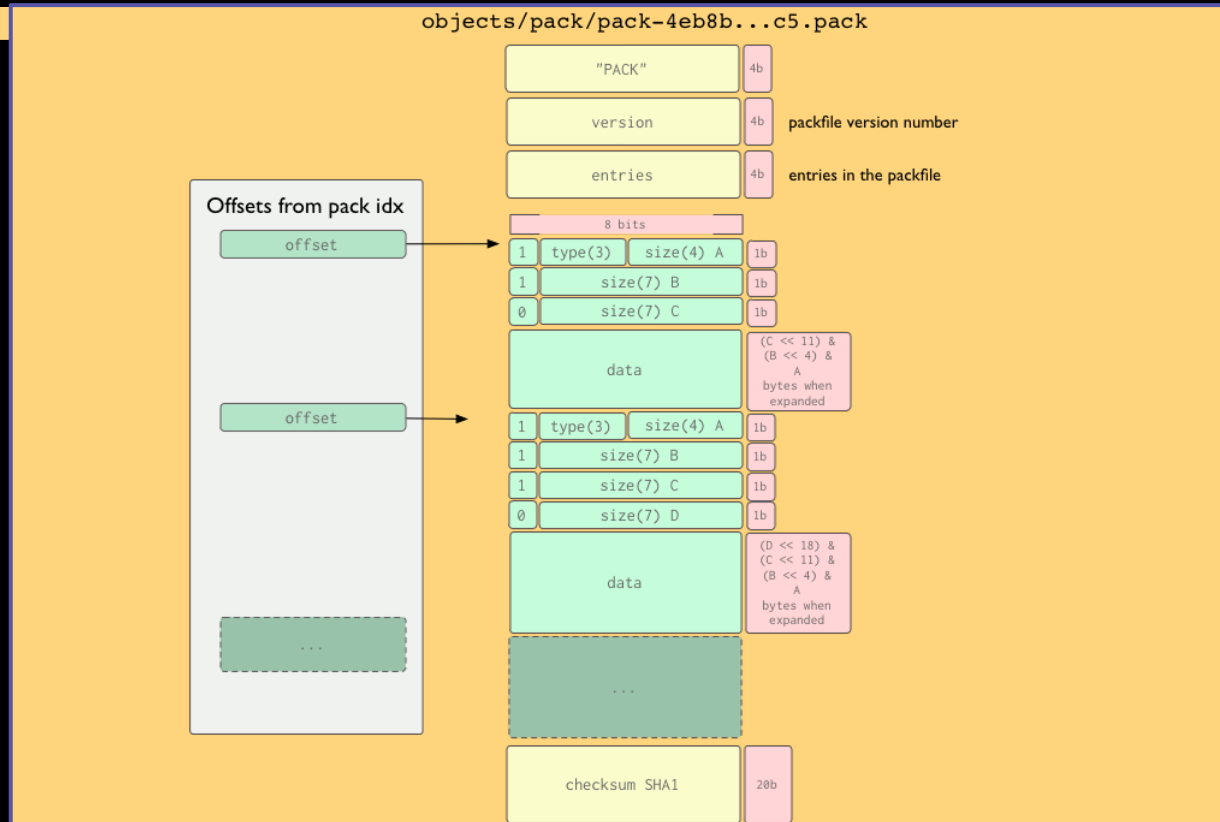 objects/pack/pack-4eb8b...c5.pack
"PACK"
4b
version
4b
packfile version number
entries
4b
entries in the packfile
Offsets from pack idx
offset
8 bits
1
type(3)
size(4) A
1b
1
size(7) B
1b
0
size(7) C
1b
data
(C << 11) &
(B << 4) &
A
bytes when
expanded
offset
1
type(3)
size(4) A
1b
1
size(7) B
1b
1
size(7) C
1b
0
size(7) D
1b
data
(D << 18) &
(C << 11) &
(B << 4) &
A
bytes when
expanded
...
...
checksum SHA1
20b